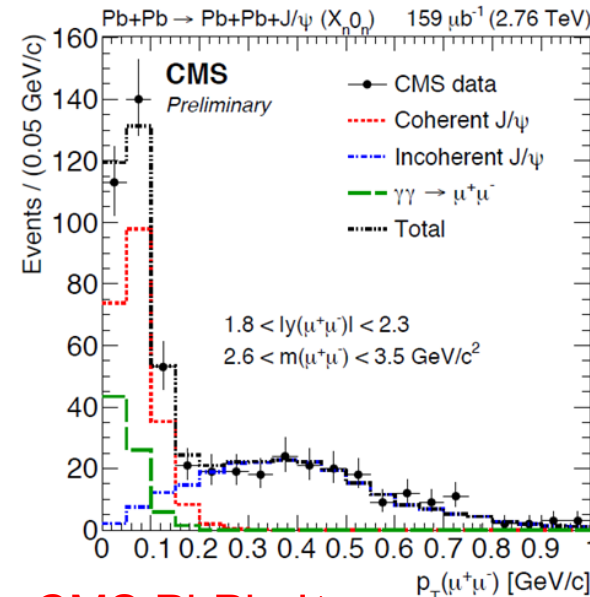 Pb+Pb → Pb+Pb+J/ψ (Xₙ0ₙ) 159 μb⁻¹ (2.76 TeV)
CMS
Preliminary
CMS data
Coherent J/ψ
Incoherent J/ψ
γγ → μ⁺μ⁻
Total
1.8 < |y(μ⁺μ⁻)| < 2.3
2.6 < m(μ⁺μ⁻) < 3.5 GeV/c²
Events / (0.05 GeV/c)
160
140
120
100
80
60
40
20
0
0 0.1 0.2 0.3 0.4 0.5 0.6 0.7 0.8 0.9
p_T(μ⁺μ⁻) [GeV/c]